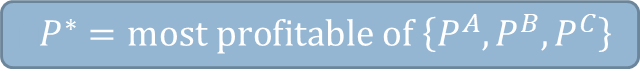 P* = most profitable of {P^A, P^B, P^C}